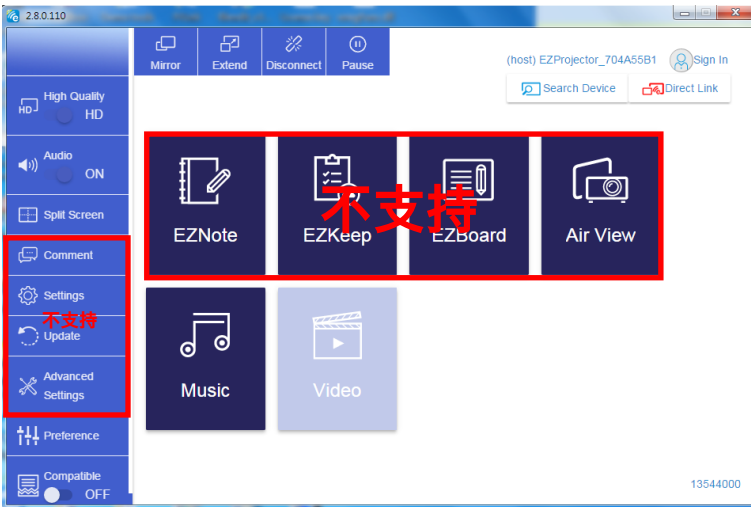 2.8.0.110
Mirror
Extend
Disconnect
Pause
(host) EZProjector_704A55B1
Sign In
Search Device
Direct Link
High Quality
HD
HD
Audio
ON
Split Screen
Comment
Settings
不支持
Update
Advanced
Settings
Preference
Compatible
OFF
不支持
EZNote
EZKeep
EZBoard
Air View
Music
Video
13544000